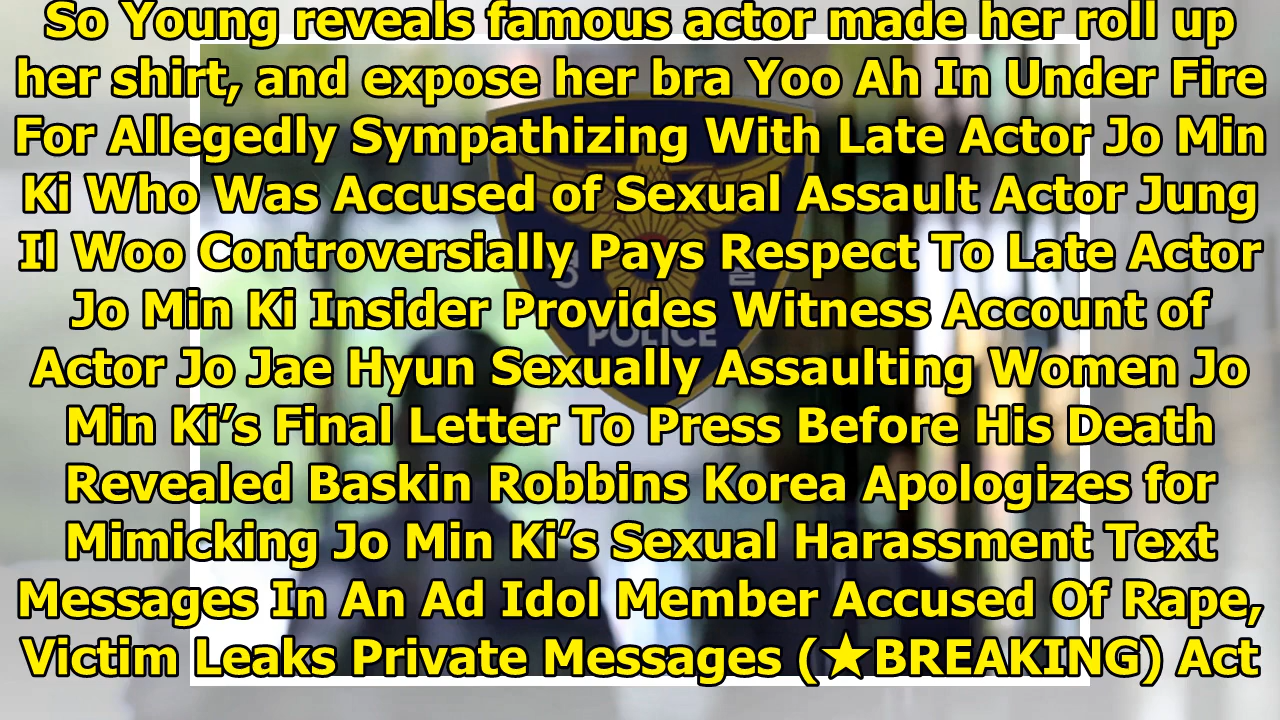 So Young reveals famous actor made her roll up
her shirt, and expose her bra Yoo Ah In Under Fire
For Allegedly Sympathizing With Late Actor Jo Min
Ki Who Was Accused of Sexual Assault Actor Jung
Il Woo Controversially Pays Respect To Late Actor
Jo Min Ki Insider Provides Witness Account of
Actor Jo Jae Hyun Sexually Assaulting Women Jo
Min Ki’s Final Letter To Press Before His Death
Revealed Baskin Robbins Korea Apologizes for
Mimicking Jo Min Ki’s Sexual Harassment Text
Messages In An Ad Idol Member Accused Of Rape,
Victim Leaks Private Messages (★BREAKING) Act
POLICE